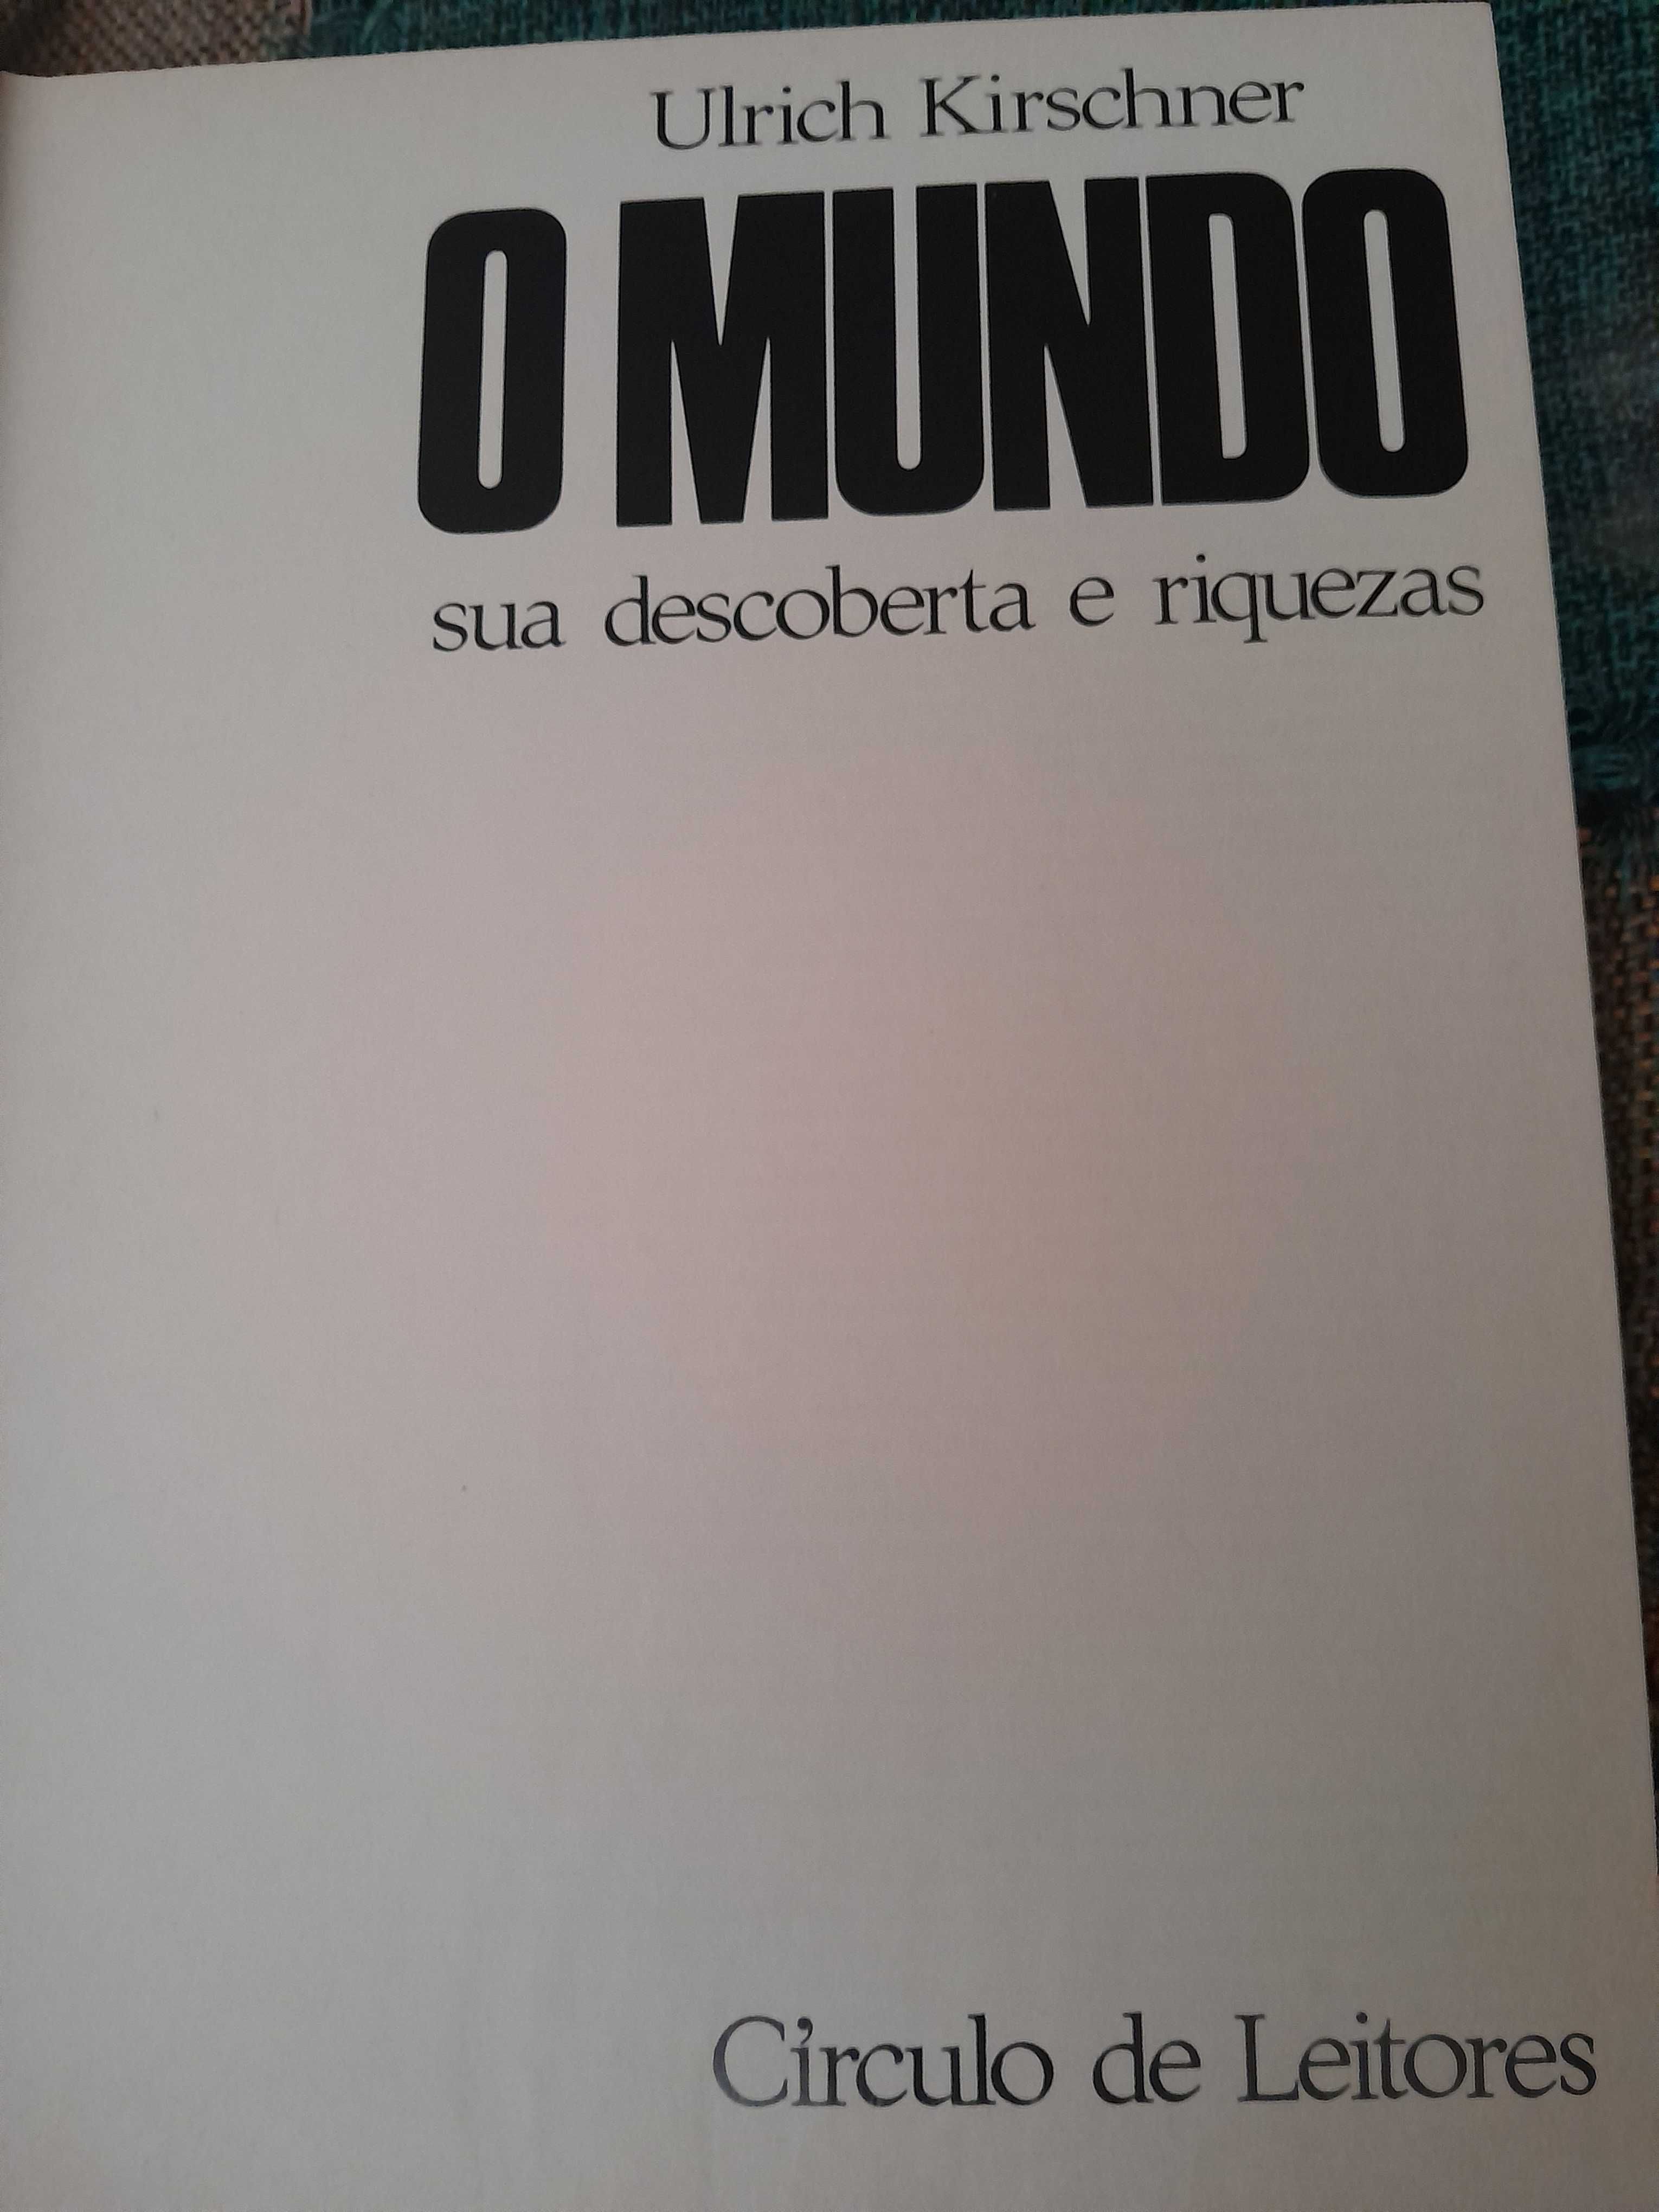 Ulrich Kirschner
O MUNDO
sua descoberta e riquezas
Círculo de Leitores